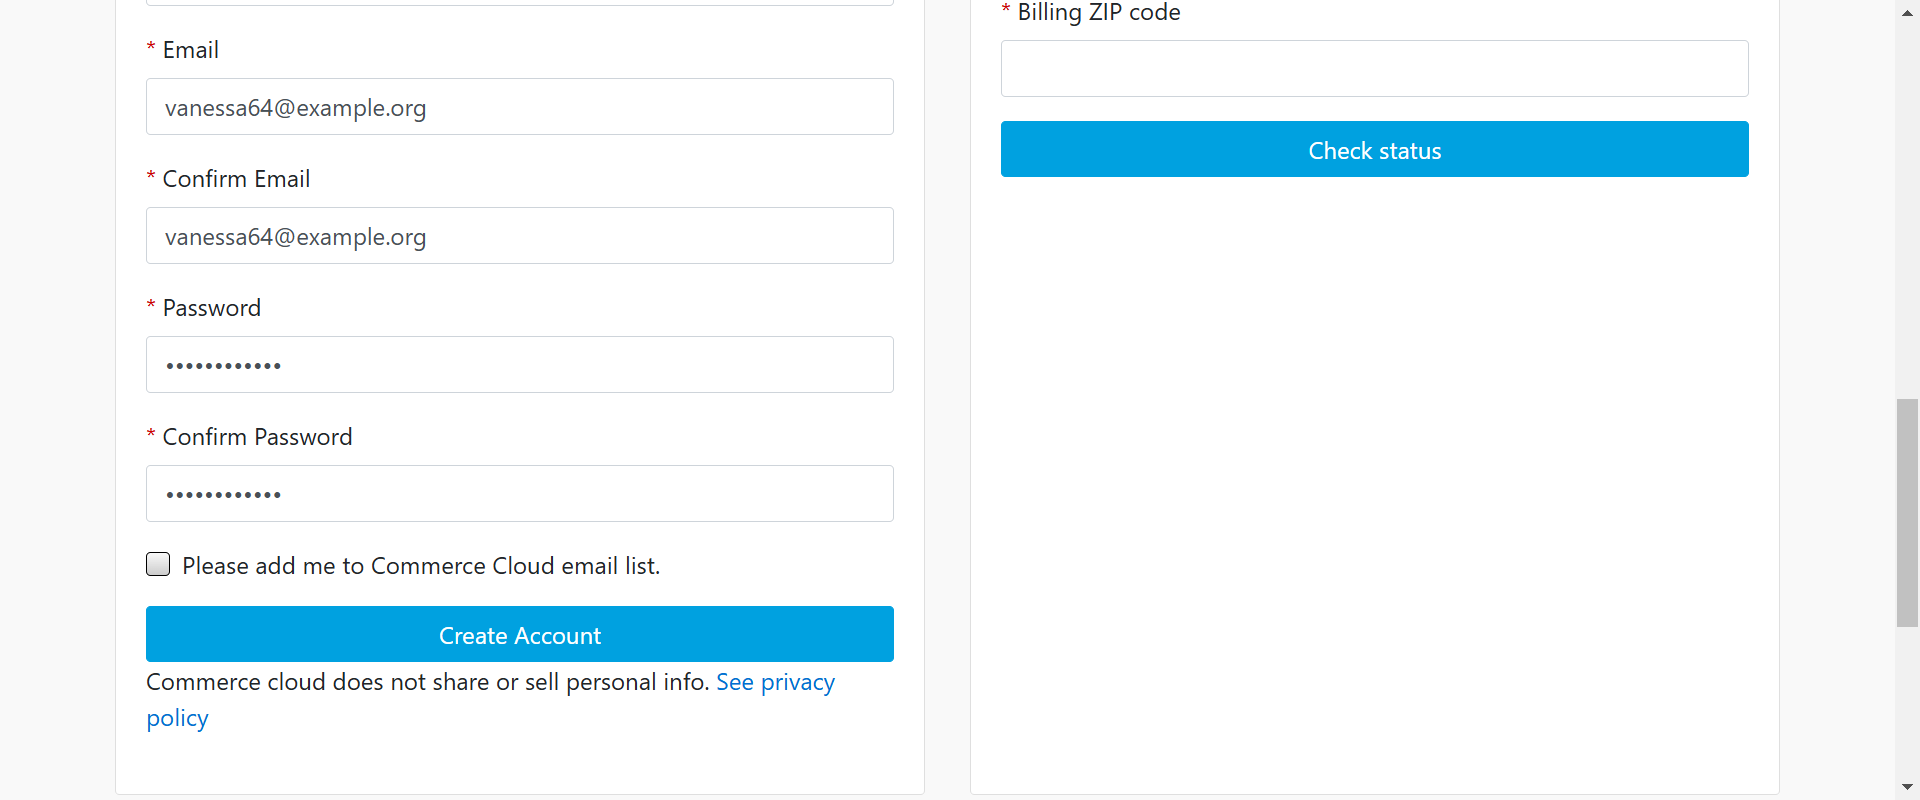 * Email
vanessa64@example.org
* Confirm Email
vanessa64@example.org
* Password
••••••••••••
* Confirm Password
••••••••••••
Please add me to Commerce Cloud email list.
Create Account
Commerce cloud does not share or sell personal info. See privacy
policy
* Billing ZIP code
Check status